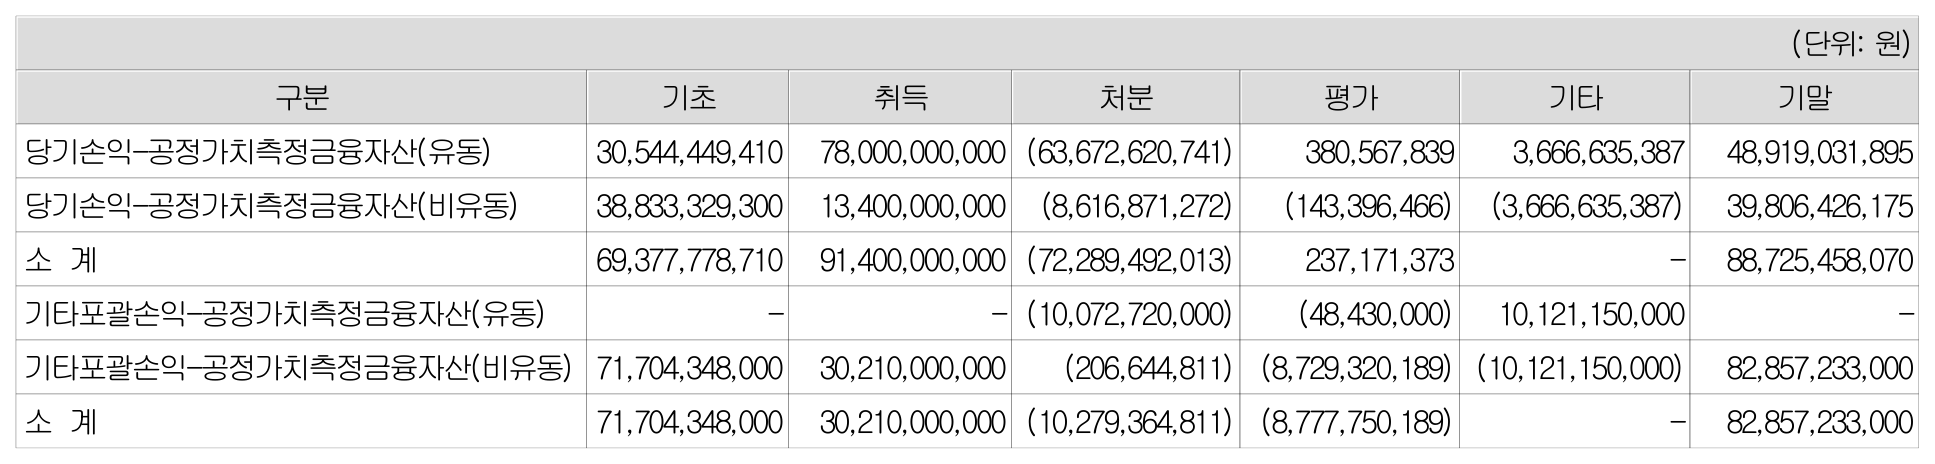 (단위: 원)
구분 기초 취득 처분 평가 기타 기말
당기손익-공정가치측정금융자산(유동) 30,544,449,410 78,000,000,000 (63,672,620,741) 380,567,839 3,666,635,387 48,919,031,895
당기손익-공정가치측정금융자산(비유동) 38,833,329,300 13,400,000,000 (8,616,871,272) (143,396,466) (3,666,635,387) 39,806,426,175
소 계 69,377,778,710 91,400,000,000 (72,289,492,013) 237,171,373 - 88,725,458,070
기타포괄손익-공정가치측정금융자산(유동) - - (10,072,720,000) (48,430,000) 10,121,150,000 -
기타포괄손익-공정가치측정금융자산(비유동) 71,704,348,000 30,210,000,000 (206,644,811) (8,729,320,189) (10,121,150,000) 82,857,233,000
소 계 71,704,348,000 30,210,000,000 (10,279,364,811) (8,777,750,189) - 82,857,233,000